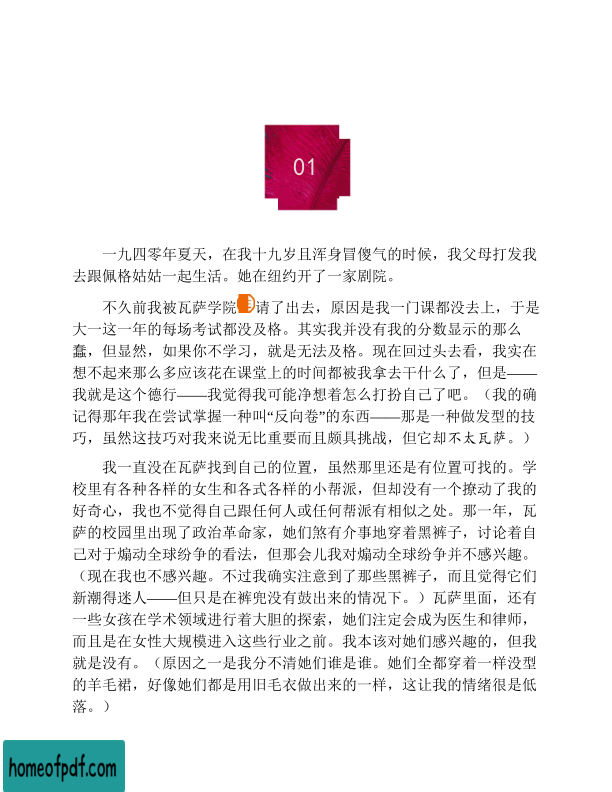 01
一九四零年夏天，在我十九岁且浑身冒傻气的时候，我父母打发我
去跟佩格姑姑一起生活。她在纽约开了一家剧院。
不久前我被瓦萨学院请了出去，原因是我一门课都没去上，于是
大一这一年的每场考试都没及格。其实我并没有我的分数显示的那么
蠢，但显然，如果你不学习，就是无法及格。现在回过头去看，我实在
想不起来那么多应该花在课堂上的时间都被我拿去干什么了，但是——
我就是这个德行——我觉得我可能净想着怎么打扮自己了吧。（我的确
记得那年我在尝试掌握一种叫“反向卷”的东西——那是一种做发型的技
巧，虽然这技巧对我来说无比重要而且颇具挑战，但它却不太瓦萨。）
我一直没在瓦萨找到自己的位置，虽然那里还是有位置可找的。学
校里有各种各样的女生和各式各样的小帮派，但却没有一个撩动了我的
好奇心，我也不觉得自己跟任何人或任何帮派有相似之处。那一年，瓦
萨的校园里出现了政治革命家，她们煞有介事地穿着黑裤子，讨论着自
己对于煽动全球纷争的看法，但那会儿我对煽动全球纷争并不感兴趣。
（现在我也不感兴趣。不过我确实注意到了那些黑裤子，而且觉得它们
新潮得迷人——但只是在裤兜没有鼓出来的情况下。）瓦萨里面，还有
一些女孩在学术领域进行着大胆的探索，她们注定会成为医生和律师，
而且是在女性大规模进入这些行业之前。我本该对她们感兴趣的，但我
就是没有。（原因之一是我分不清她们谁是谁。她们全都穿着一样没型
的羊毛裙，好像她们都是用旧毛衣做出来的一样，这让我的情绪很是低
落。）
homeofpdf.com